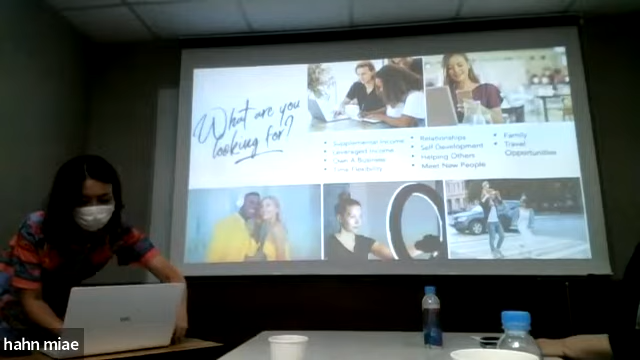 What are you
looking for?
• Supplemental Income
• Leveraged Income
• Own A Business
• Time Flexibility
• Relationships
• Self Development
• Helping Others
• Meet New People
• Family
• Travel
Opportunities
hahn miae